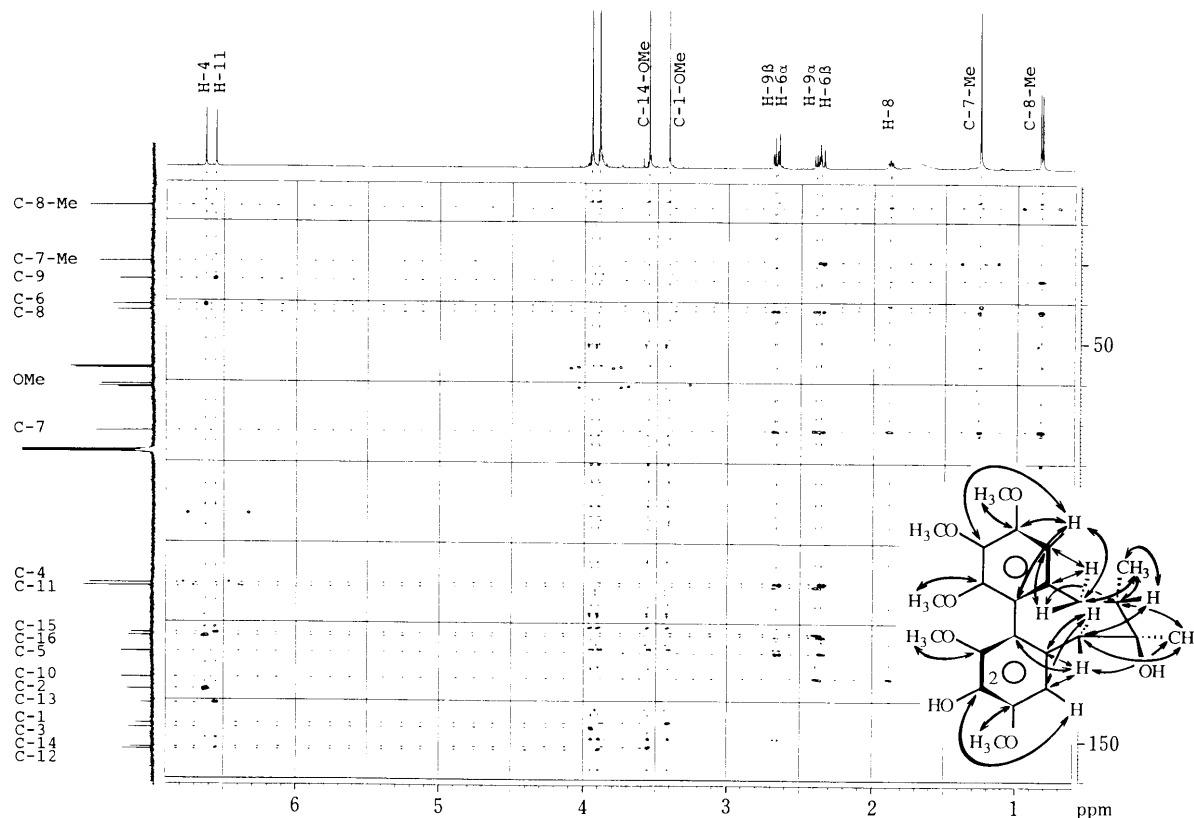 H-4
H-11
C-14-OMe
C-1-OMe
H-9β
H-6α
H-9α
H-6β
H-8
C-7-Me
C-8-Me
C-8-Me
C-7-Me
C-9
C-6
C-8
OMe
C-7
C-4
C-11
C-15
C-16
C-5
C-10
C-2
C-13
C-1
C-3
C-14
C-12
50
150
H₃CO
H
H₃CO
H
CH₃
H₃CO
H
H
H
H₃CO
CH
2
H
OH
HO
H
H₃CO
6
5
4
3
2
1
ppm